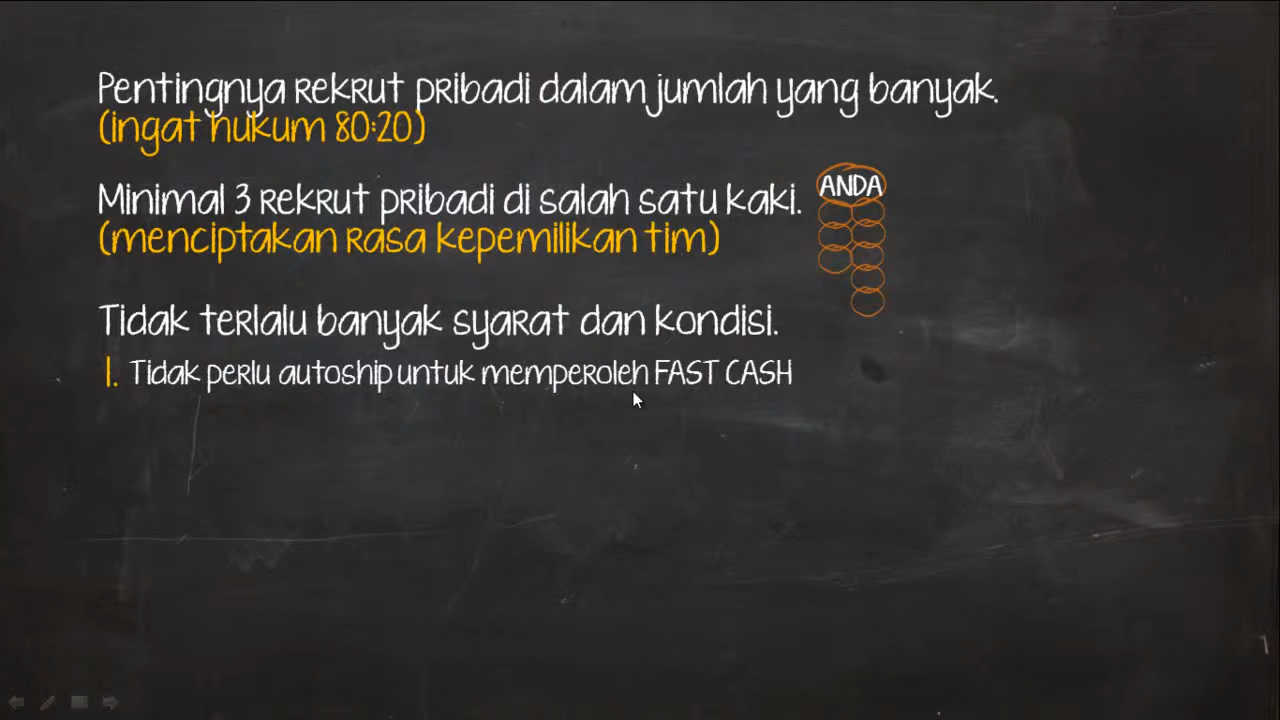 Pentingnya rekrut pribadi dalam jumlah yang banyak.
(ingat hukum 80:20)
Minimal 3 rekrut pribadi di salah satu kaki.
(menciptakan rasa kepemilikan tim)
ANDA
Tidak terlalu banyak syarat dan kondisi.
1. Tidak perlu autoship untuk memperoleh FAST CASH